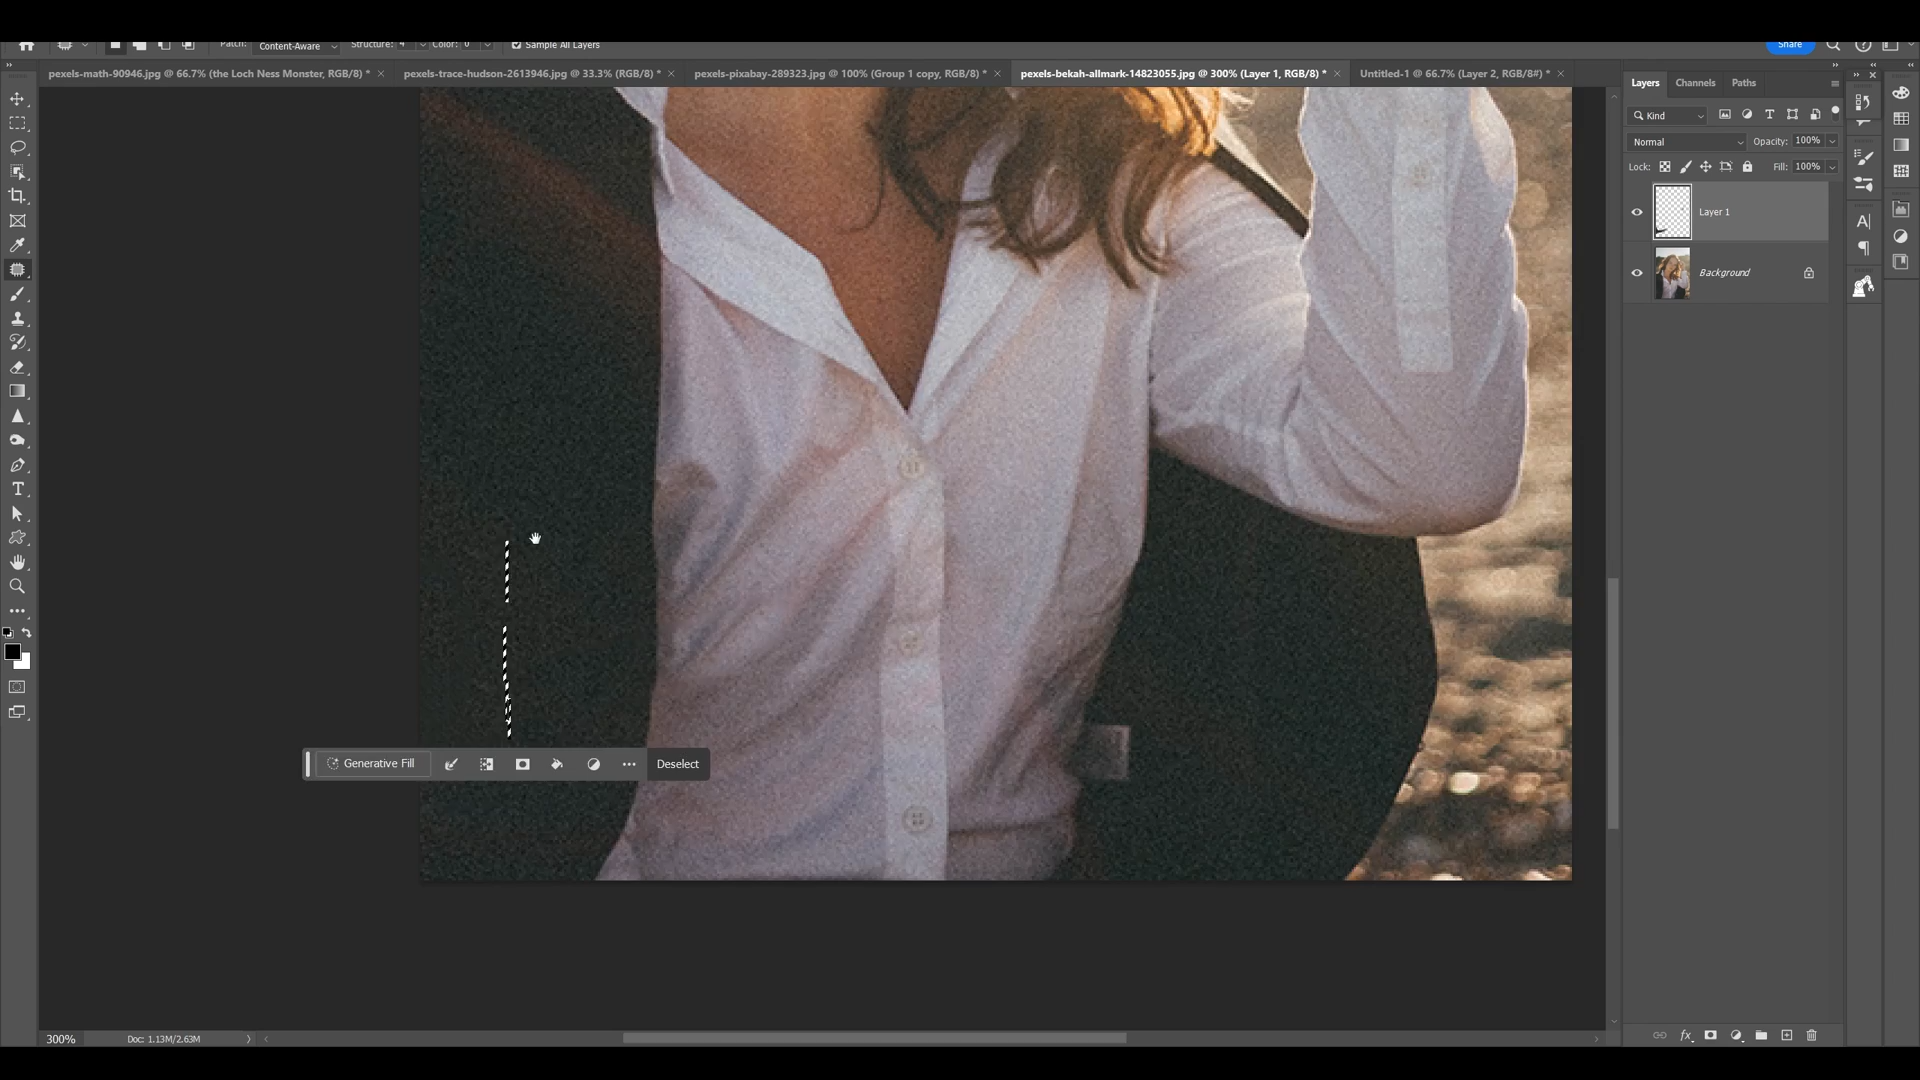 Patch: Content-Aware Structure: 4 Color: 0 Sample All Layers Share
pexels-math-90946.jpg @ 66.7% (the Loch Ness Monster, RGB/8) * pexels-trace-hudson-2613946.jpg @ 33.3% (RGB/8) * pexels-pixabay-289323.jpg @ 100% (Group 1 copy, RGB/8) * pexels-bekah-allmark-14823055.jpg @ 300% (Layer 1, RGB/8) * Untitled-1 @ 66.7% (Layer 2, RGB/8#) *
Layers Channels Paths
Kind
Normal Opacity: 100%
Lock: Fill: 100%
Layer 1
Background
Generative Fill Deselect
300% Doc: 1.13M/2.63M